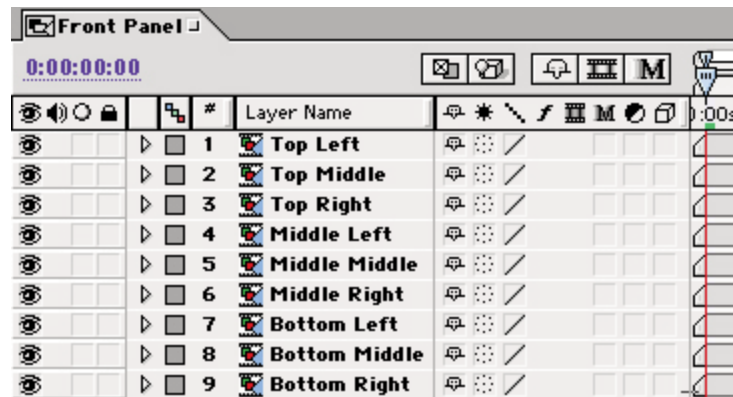 Front Panel
0:00:00:00 M
# Layer Name f M :00s
1 Top Left
2 Top Middle
3 Top Right
4 Middle Left
5 Middle Middle
6 Middle Right
7 Bottom Left
8 Bottom Middle
9 Bottom Right